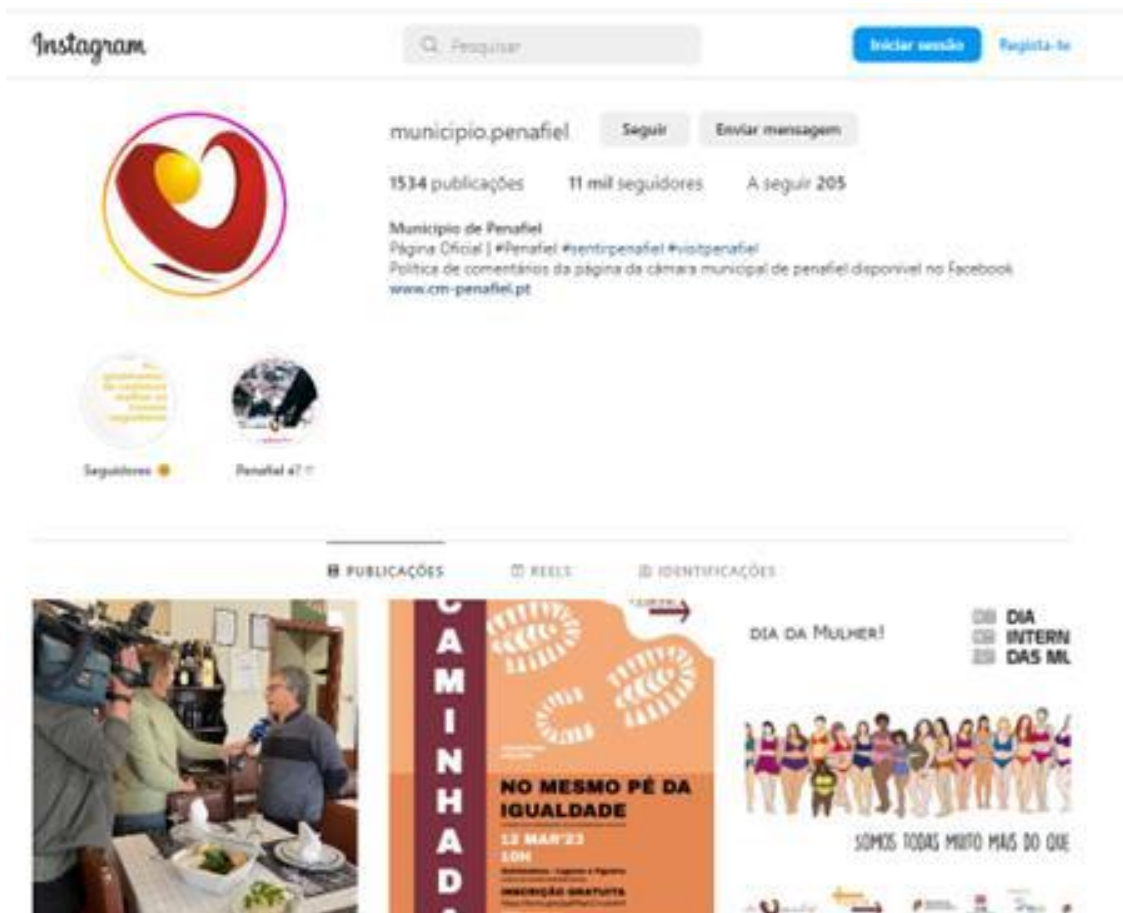 Instagram
Pesquisar
Iniciar sessão
Regista-te
municipio.penafiel
Seguir
Enviar mensagem
1534 publicações
11 mil seguidores
A seguir 205
Município de Penafiel
Página Oficial | #Penafiel #sentirpenafiel #visitpenafiel
Política de comentários da página da câmara municipal de penafiel disponível no Facebook
www.cm-penafiel.pt
Seguidores
Penafiel é?
PUBLICAÇÕES
REELS
IDENTIFICAÇÕES
CAMINHADA
NO MESMO PÉ DA
IGUALDADE
12 MAR'23
10H
INSCRIÇÃO GRATUITA
DIA DA MULHER!
08 DIA
INTERN
DAS MU
SOMOS TODAS MUITO MAIS DO QUE